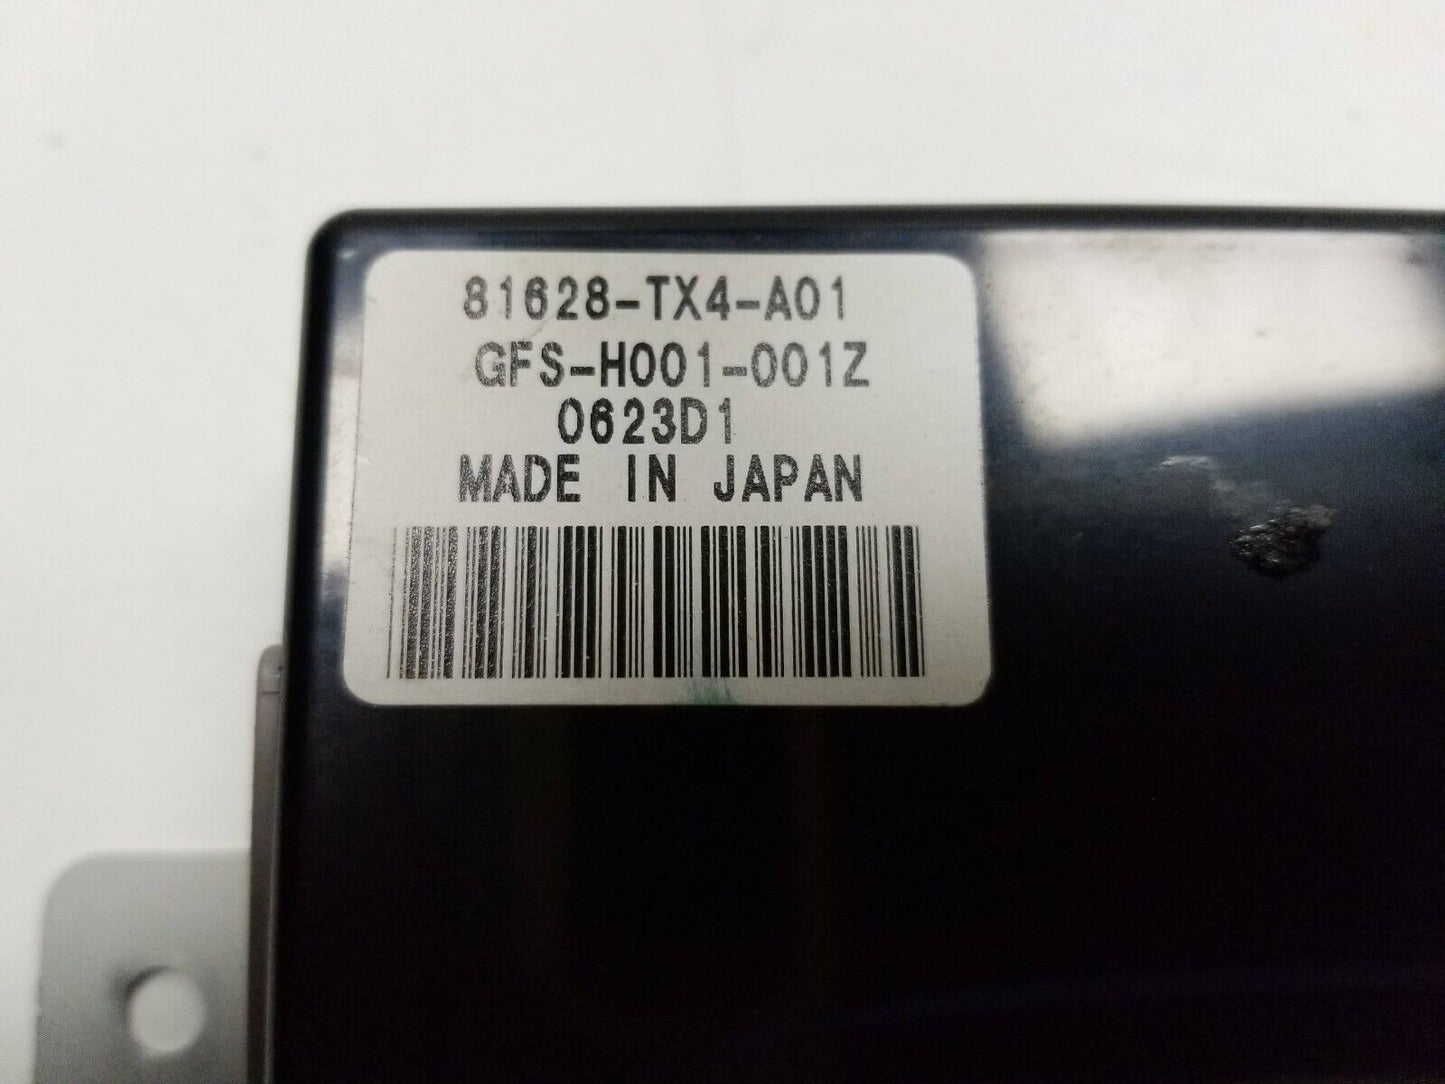 81628-TX4-A01
GFS-H001-001Z
0623D1
MADE IN JAPAN